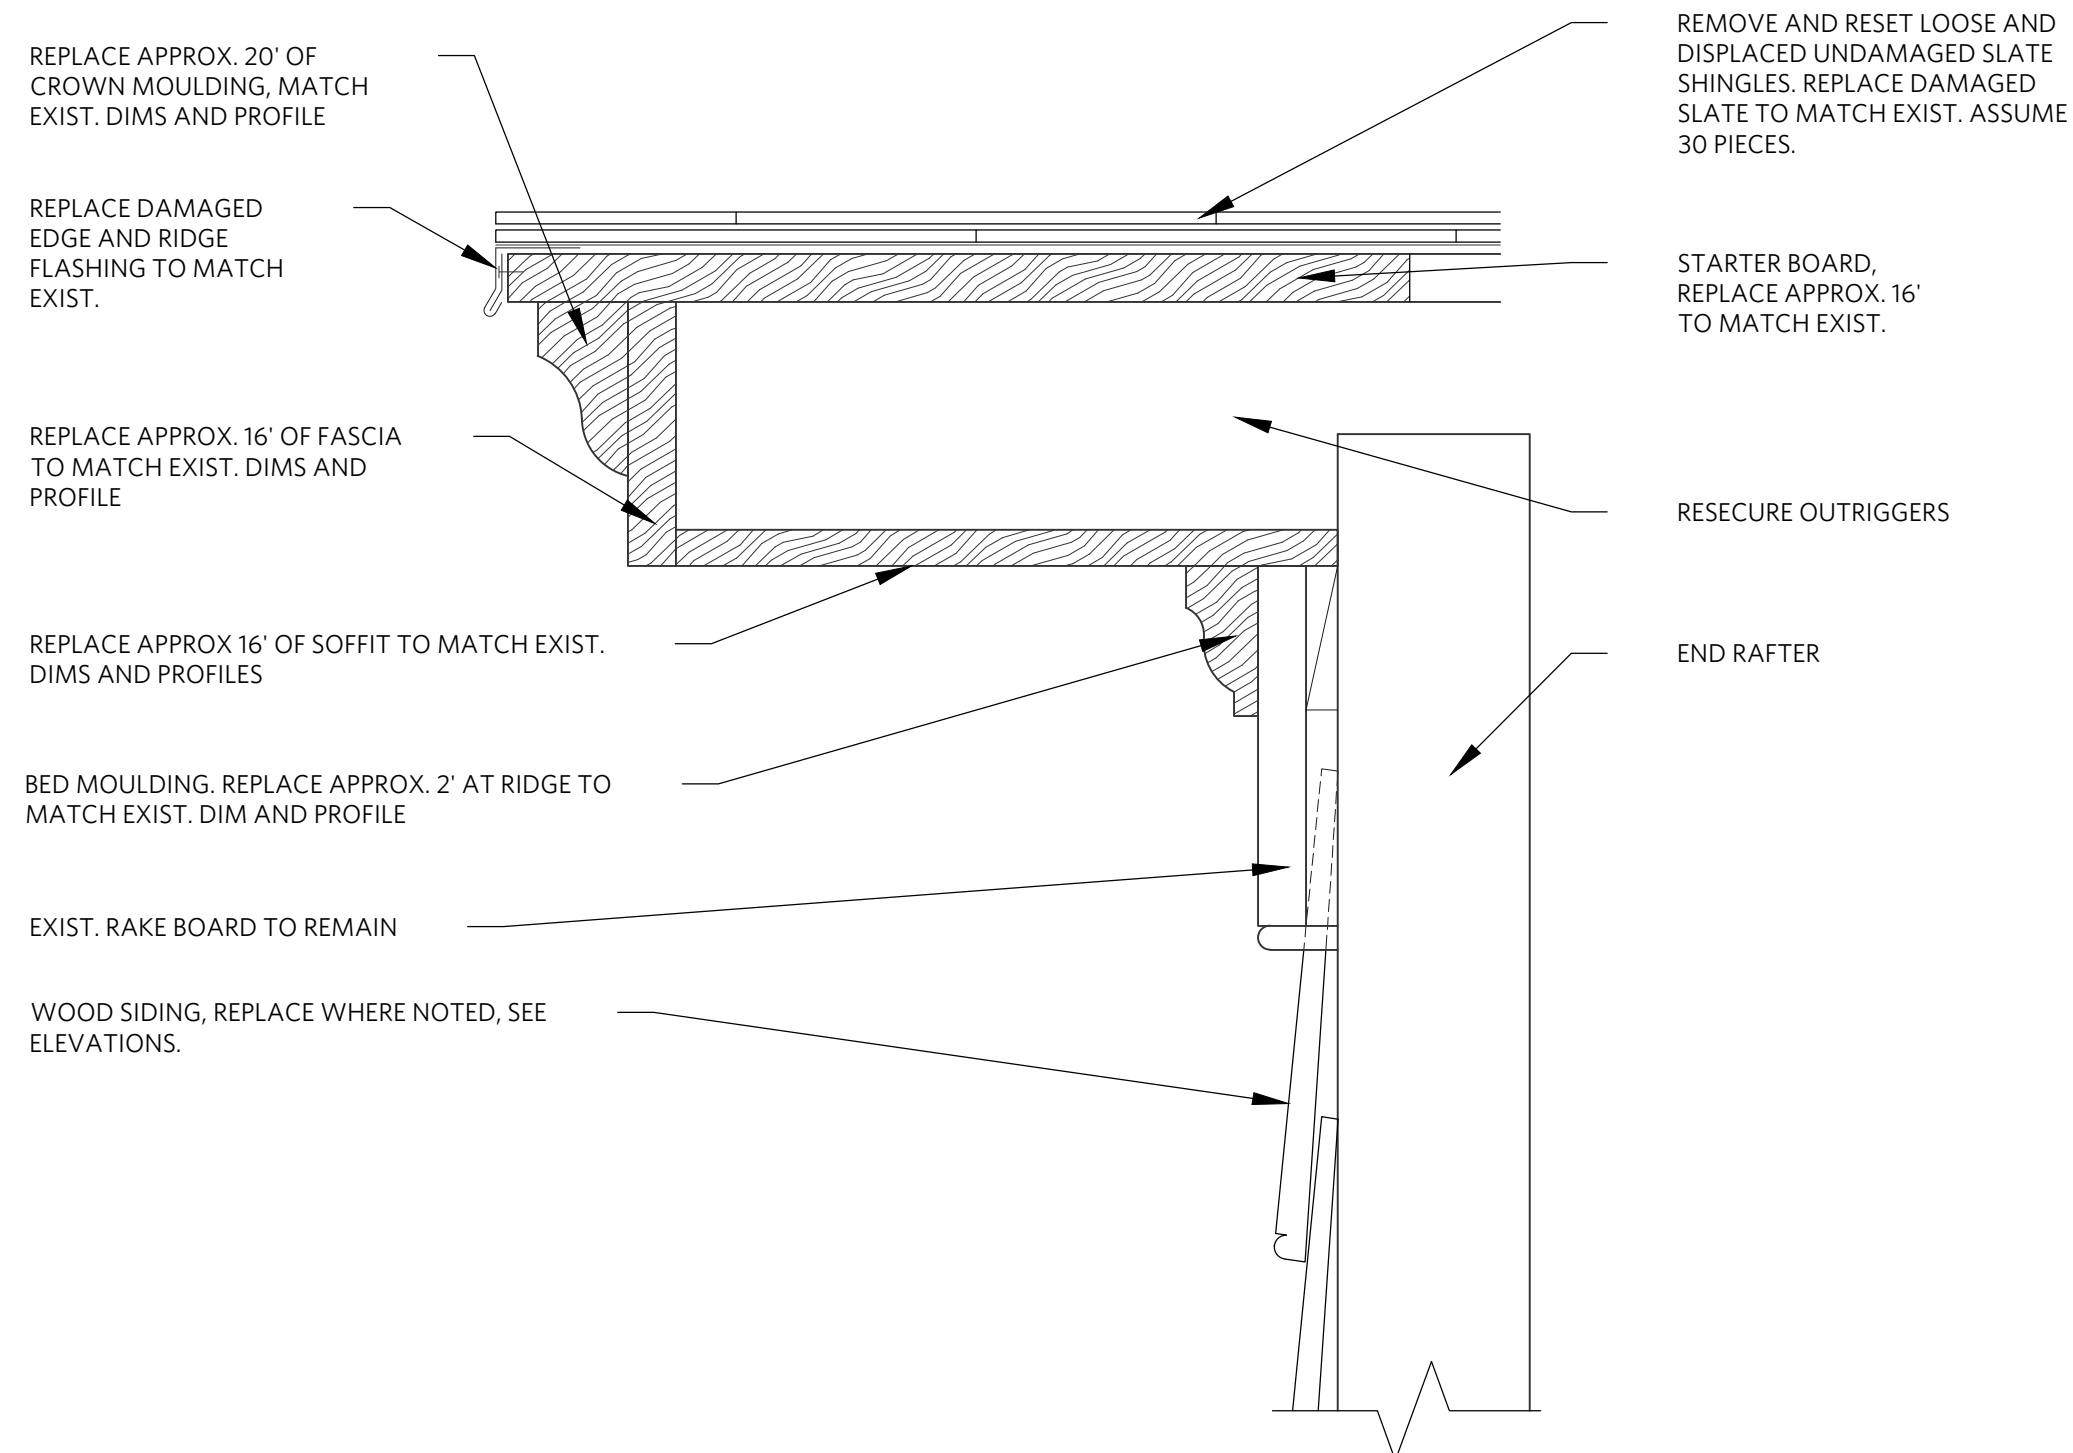 REPLACE APPROX. 20' OF
CROWN MOULDING, MATCH
EXIST. DIMS AND PROFILE
REPLACE DAMAGED
EDGE AND RIDGE
FLASHING TO MATCH
EXIST.
REPLACE APPROX. 16' OF FASCIA
TO MATCH EXIST. DIMS AND
PROFILE
REPLACE APPROX 16' OF SOFFIT TO MATCH EXIST.
DIMS AND PROFILES
BED MOULDING. REPLACE APPROX. 2' AT RIDGE TO
MATCH EXIST. DIM AND PROFILE
EXIST. RAKE BOARD TO REMAIN
WOOD SIDING, REPLACE WHERE NOTED, SEE
ELEVATIONS.
REMOVE AND RESET LOOSE AND
DISPLACED UNDAMAGED SLATE
SHINGLES. REPLACE DAMAGED
SLATE TO MATCH EXIST. ASSUME
30 PIECES.
STARTER BOARD,
REPLACE APPROX. 16'
TO MATCH EXIST.
RESECURE OUTRIGGERS
END RAFTER